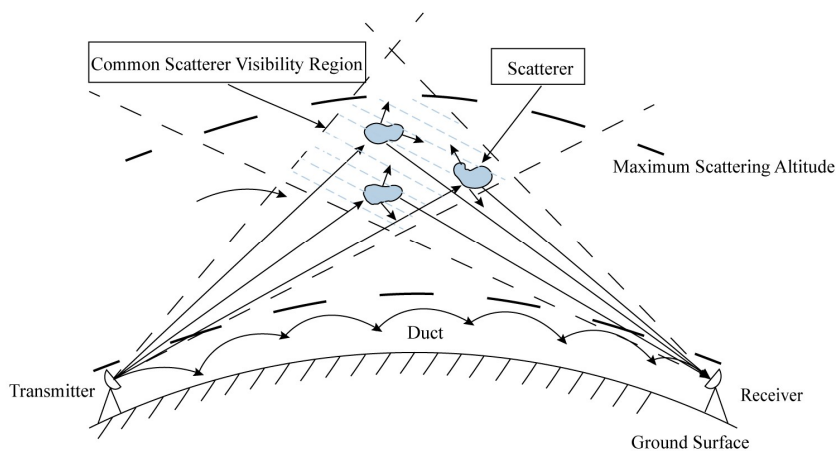 Common Scatterer Visibility Region
Scatterer
Maximum Scattering Altitude
Duct
Transmitter
Receiver
Ground Surface